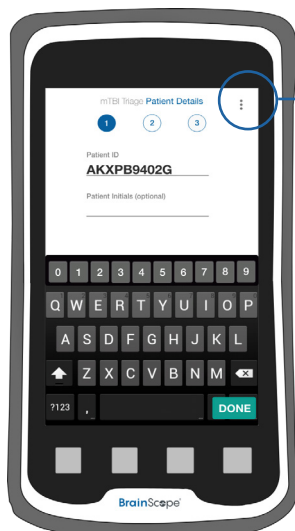 mTBI Triage Patient Details
1 2 3
Patient ID
AKXPB9402G
Patient Initials (optional)
0 1 2 3 4 5 6 7 8 9
Q W E R T Y U I O P
A S D F G H J K L
Z X C V B N M
?123 , _ _ DONE
BrainScope